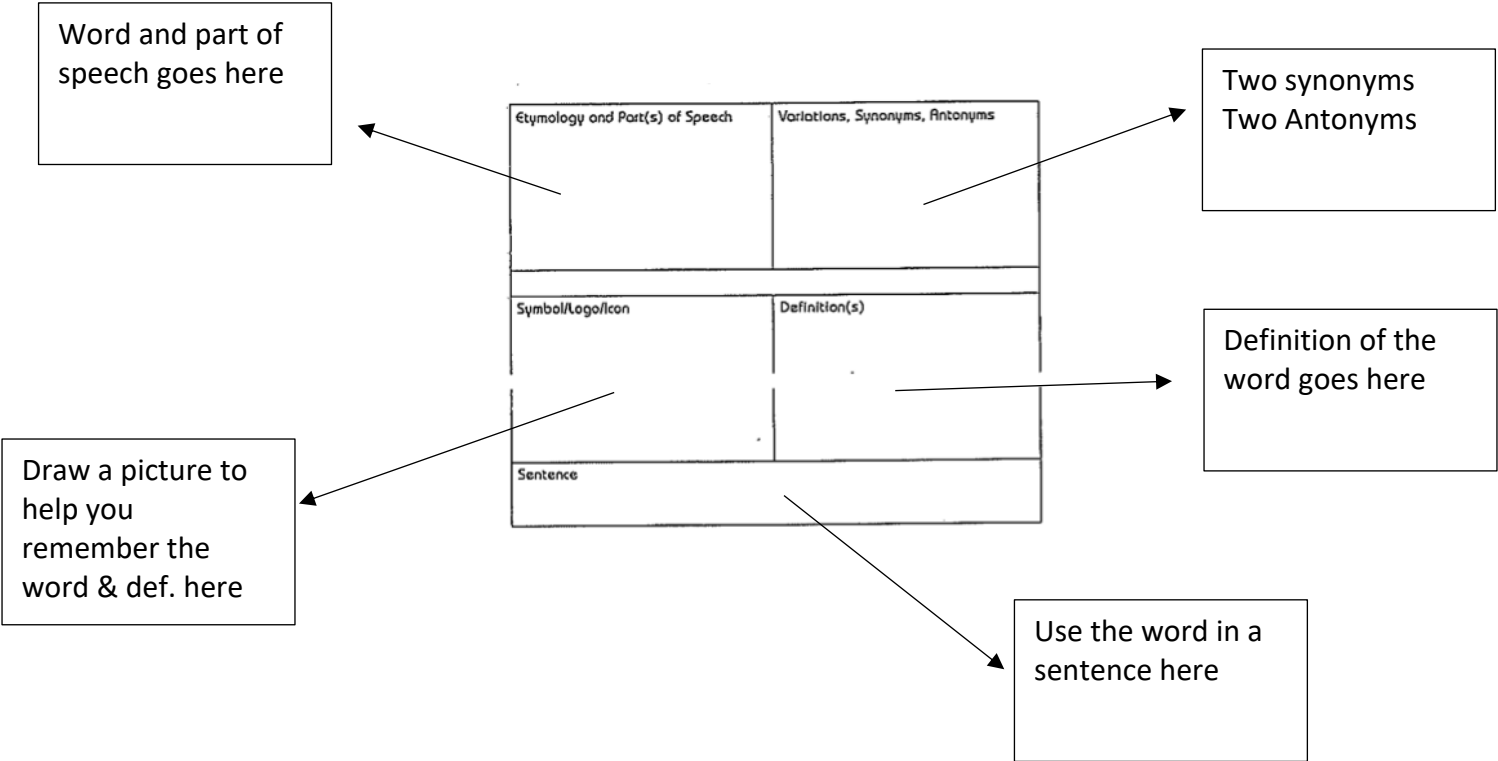 Word and part of
speech goes here
Two synonyms
Two Antonyms
Etymology and Part(s) of Speech
Variations, Synonyms, Antonyms
Symbol/Logo/Icon
Definition(s)
Definition of the
word goes here
Draw a picture to
help you
remember the
word & def. here
Sentence
Use the word in a
sentence here